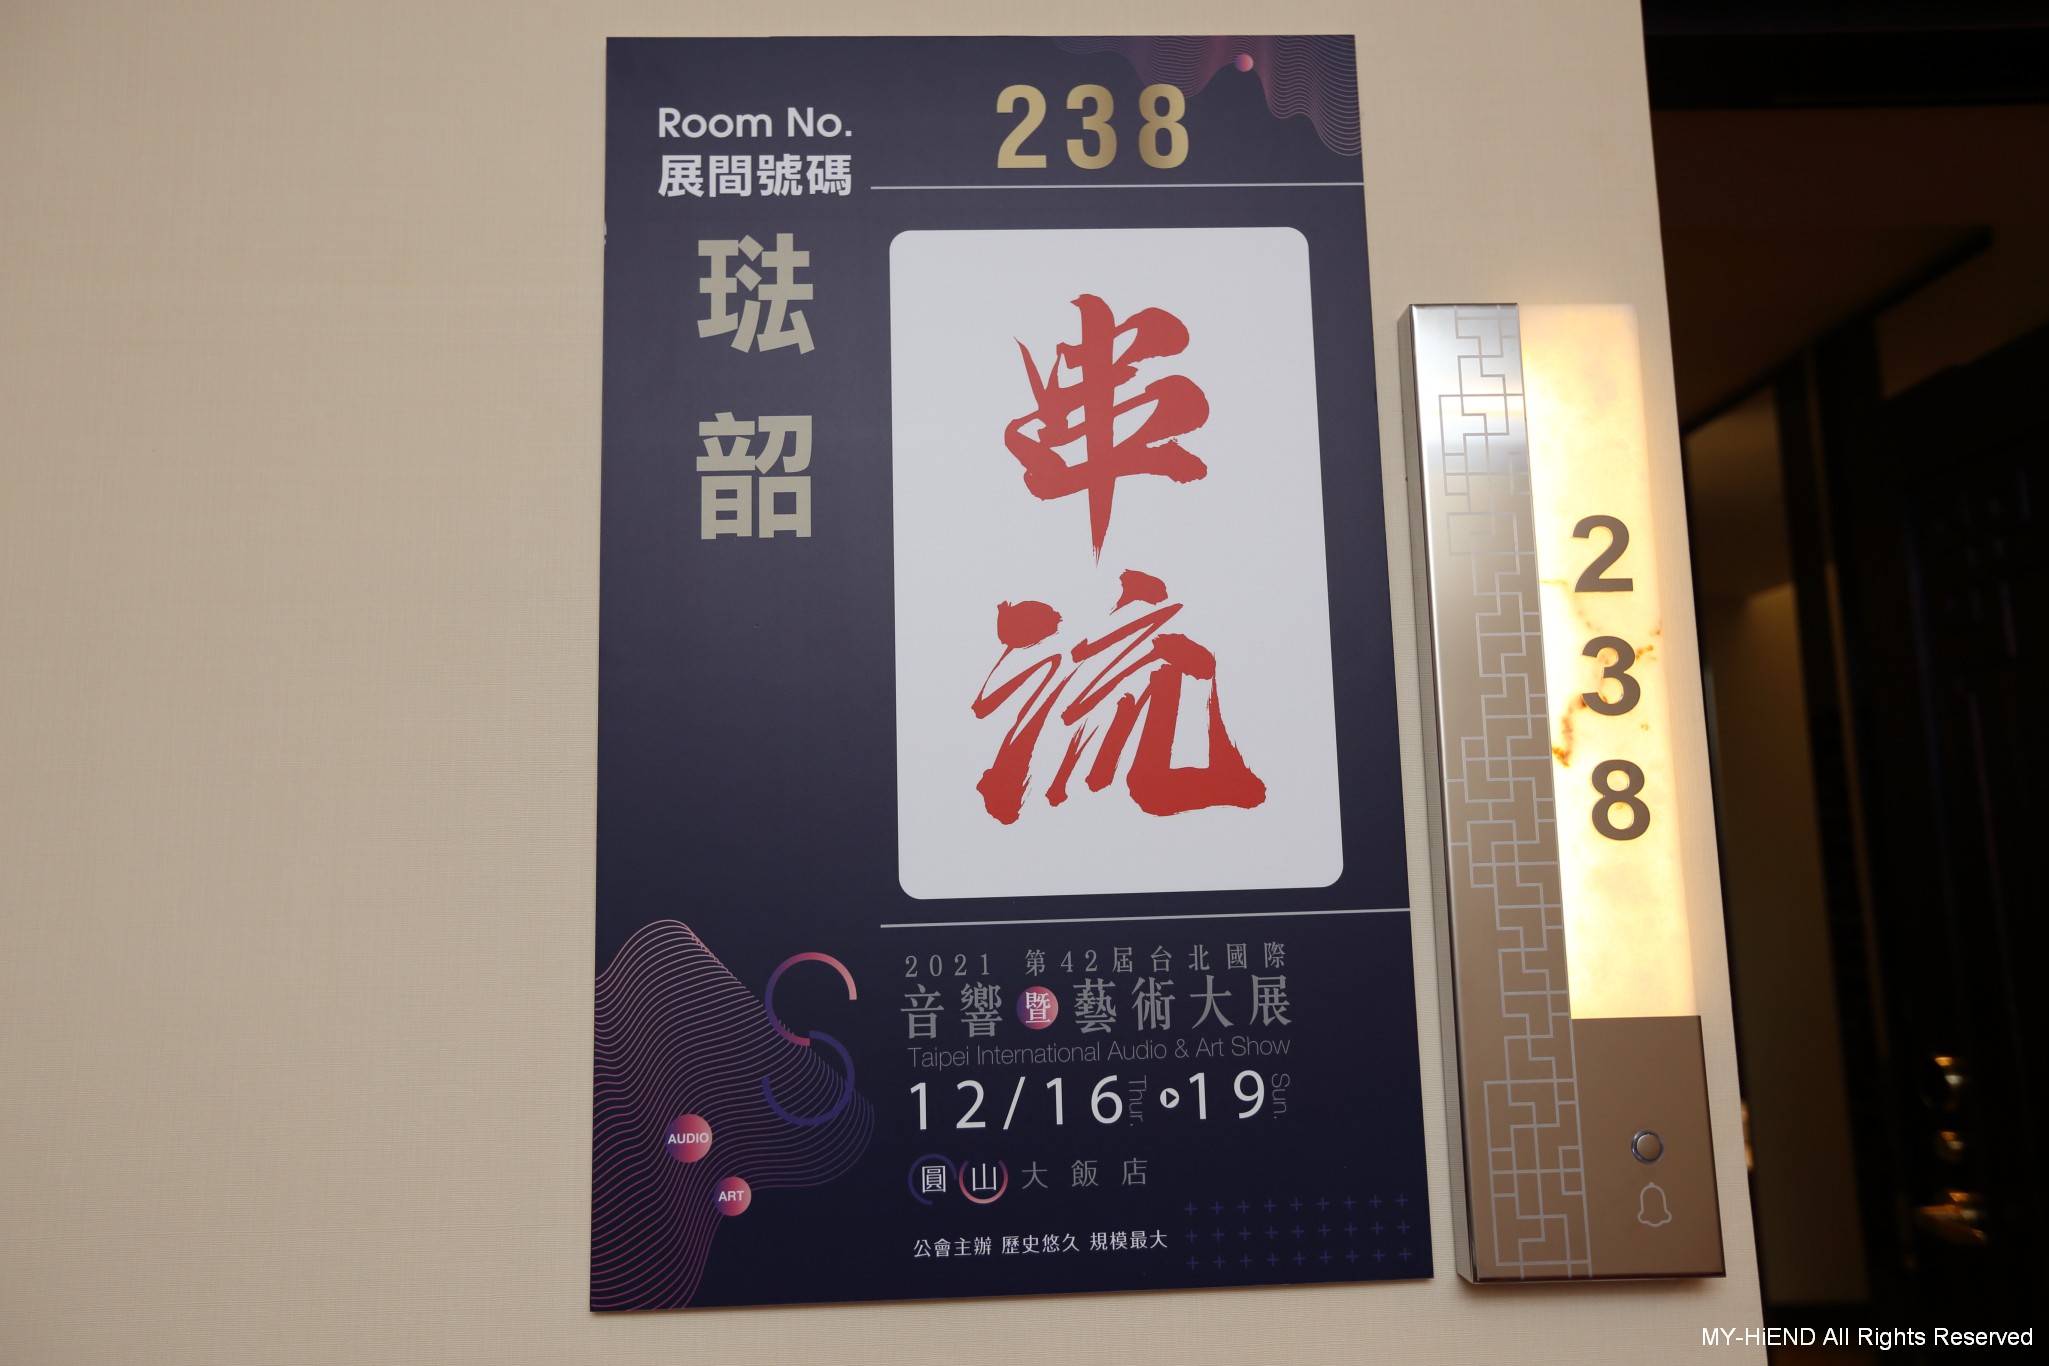 Room No.
展間號碼
238
琺韶
串流
2021 第42屆台北國際
音響暨藝術大展
Taipei International Audio & Art Show
12/16 Thur. 19 Sun.
圓山大飯店
公會主辦 歷史悠久 規模最大
AUDIO
ART
238
MY-HiEND All Rights Reserved